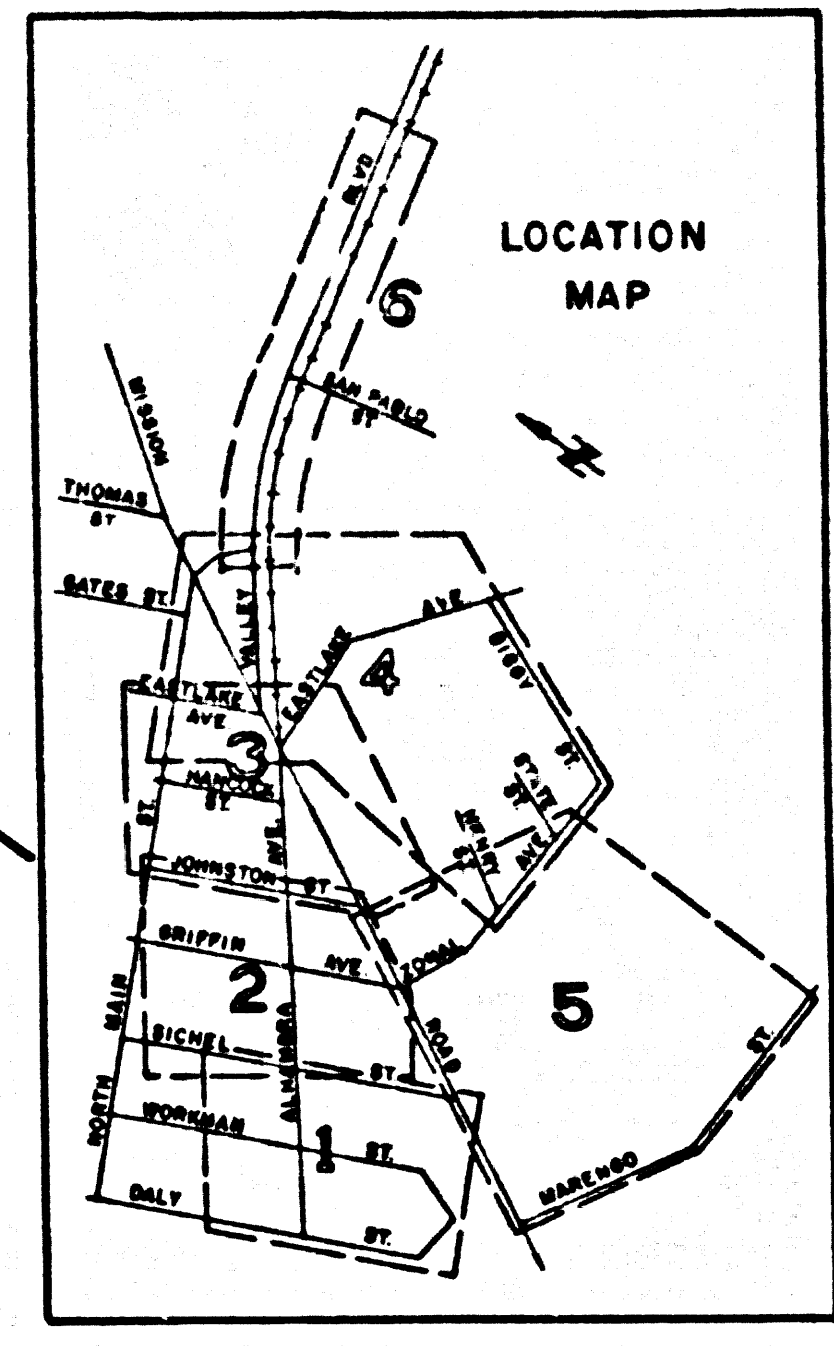 LOCATION
MAP
BLVD
6
SAN PABLO
ST
MISSION
N
THOMAS
ST
GATES ST.
VALLEY
EASTLAKE AVE
BIGGY ST.
4
EASTLAKE
AVE
3
HANCOCK
ST.
STATE
ST.
HENRY
ST.
ST.
AVE.
AVE
JOHNSTON ST
GRIFFIN AVE.
ZONAL
2
5
MAIN
ROAD
ST.
SICHEL ST.
ALHAMBRA
NORTH
WORKMAN ST.
1
MARENGO
DALY ST.